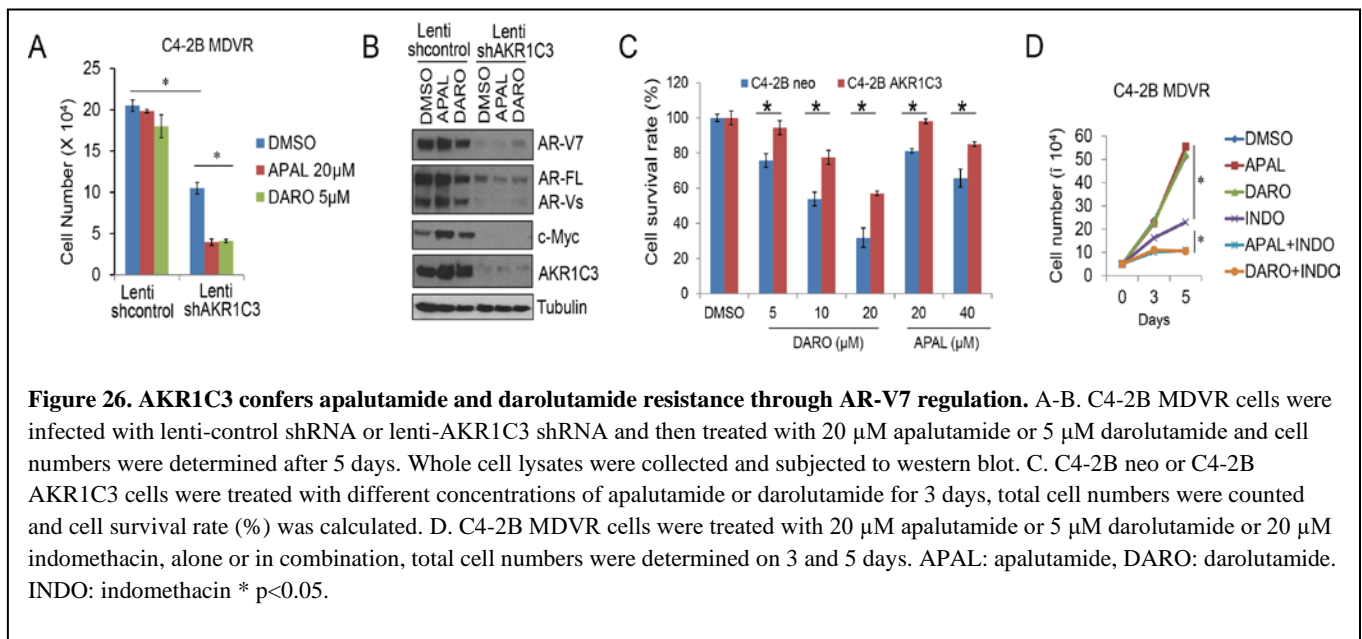 A
C4-2B MDVR
Cell Number (X 10⁴)
25
20
15
10
5
0
*
*
DMSO
APAL 20µM
DARO 5µM
Lenti
shcontrol
Lenti
shAKR1C3
B
Lenti
shcontrol
Lenti
shAKR1C3
DMSO
APAL
DARO
DMSO
APAL
DARO
AR-V7
AR-FL
AR-Vs
c-Myc
AKR1C3
Tubulin
C
C4-2B neo
C4-2B AKR1C3
Cell survival rate (%)
120
100
80
60
40
20
0
* * * * *
DMSO 5 10 20 20 40
DARO (µM) APAL (µM)
D
C4-2B MDVR
Cell number (i 10⁴)
60
50
40
30
20
10
0
*
*
0 3 5
Days
DMSO
APAL
DARO
INDO
APAL+INDO
DARO+INDO
Figure 26. AKR1C3 confers apalutamide and darolutamide resistance through AR-V7 regulation. A-B. C4-2B MDVR cells were
infected with lenti-control shRNA or lenti-AKR1C3 shRNA and then treated with 20 µM apalutamide or 5 µM darolutamide and cell
numbers were determined after 5 days. Whole cell lysates were collected and subjected to western blot. C. C4-2B neo or C4-2B
AKR1C3 cells were treated with different concentrations of apalutamide or darolutamide for 3 days, total cell numbers were counted
and cell survival rate (%) was calculated. D. C4-2B MDVR cells were treated with 20 µM apalutamide or 5 µM darolutamide or 20 µM
indomethacin, alone or in combination, total cell numbers were determined on 3 and 5 days. APAL: apalutamide, DARO: darolutamide.
INDO: indomethacin * p<0.05.